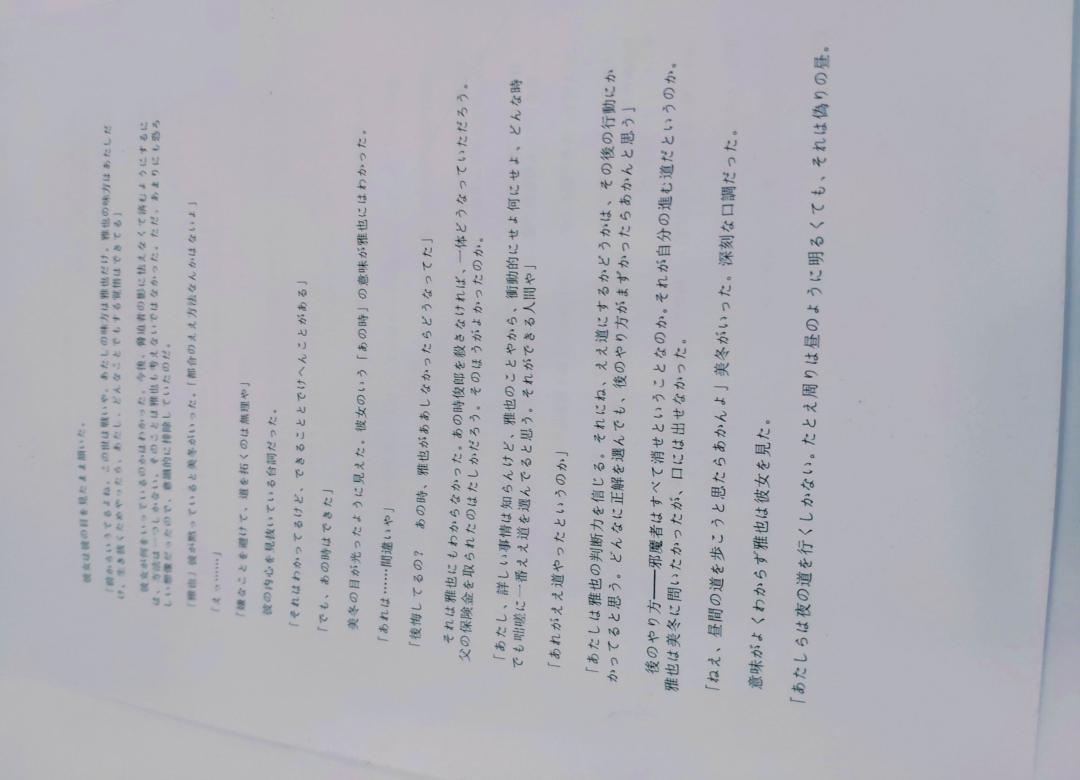 彼女は彼の目を見たまま頷いた。
「前からいうてるよね。この世は戦いや。あたしの味方は雅也だけ。雅也の味方はあたしだ
け。生き抜くためやったら、あたし、どんなことでもする覚悟はできてる」
彼女が何をいっているのかはわかった。今後、脅迫者の影に怯えなくて済むようにするに
は、方法は一つしかない。そのことは雅也も考えないではなかった。ただ、あまりにも恐ろ
しい想像だったので、意識的に排除していたのだ。
「雅也」彼が黙っていると美冬がいった。「都合のええ方法なんかはないよ」
「えっ……」
「嫌なことを避けて、道を拓くのは無理や」
彼の内心を見抜いている台詞だった。
「それはわかってるけど、できることとでけへんことがある」
「でも、あの時はできた」
美冬の目が光ったように見えた。彼女のいう「あの時」の意味が雅也にはわかった。
「あれは……間違いや」
「後悔してるの? あの時、雅也がああしなかったらどうなってた」
それは雅也にもわからなかった。あの時俊郎を殺さなければ、一体どうなっていただろう。
父の保険金を取られたのはたしかだろう。そのほうがよかったのか。
「あたし、詳しい事情は知らんけど、雅也のことやから、衝動的にせよ何にせよ、どんな時
でも咄嗟に一番ええ道を選んでると思う。それができる人間や」
「あれがええ道やったというのか」
「あたしは雅也の判断力を信じる。それにね、ええ道にするかどうかは、その後の行動にか
かってると思う。どんなに正解を選んでも、後のやり方がまずかったらあかんと思う」
後のやり方――邪魔者はすべて消せということなのか。それが自分の進む道だというのか。
雅也は美冬に聞いたかったが、口には出せなかった。
「ねえ、昼間の道を歩こうと思たらあかんよ」美冬がいった。深刻な口調だった。
意味がよくわからず雅也は彼女を見た。
「あたしらは夜の道を行くしかない。たとえ周りは昼のように明るくても、それは偽りの昼。